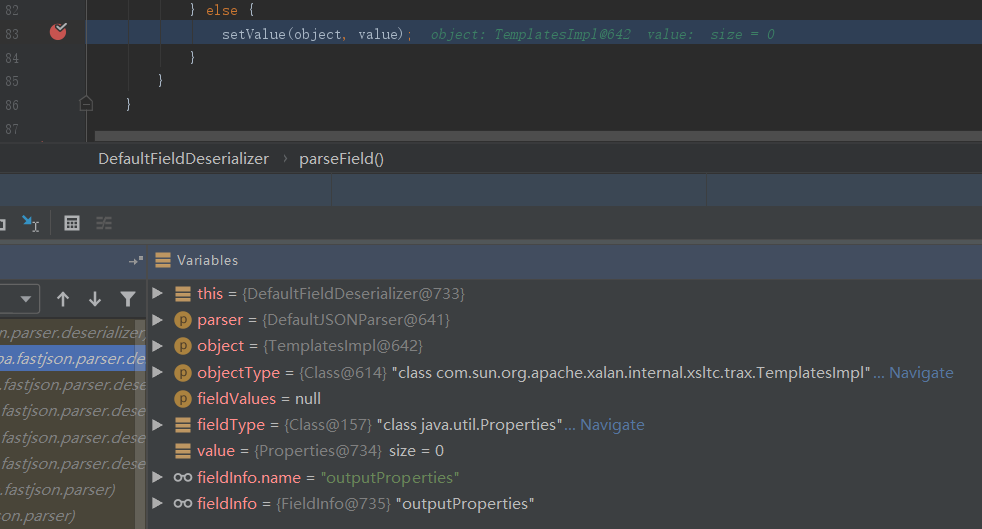 82 } else {
83 setValue(object, value); object: TemplatesImpl@642 value: size = 0
84 }
85 }
86 }
87
DefaultFieldDeserializer › parseField()
Variables
this = {DefaultFieldDeserializer@733}
n.parser.deserializer)
parser = {DefaultJSONParser@641}
object = {TemplatesImpl@642}
ba.fastjson.parser.de
objectType = {Class@614} "class com.sun.org.apache.xalan.internal.xsltc.trax.TemplatesImpl"... Navigate
.fastjson.parser.dese
fieldValues = null
.fastjson.parser.dese
fieldType = {Class@157} "class java.util.Properties"... Navigate
.fastjson.parser.dese
value = {Properties@734} size = 0
.fastjson.parser.dese
fieldInfo.name = "outputProperties"
.fastjson.parser)
fieldInfo = {FieldInfo@735} "outputProperties"
json.parser)